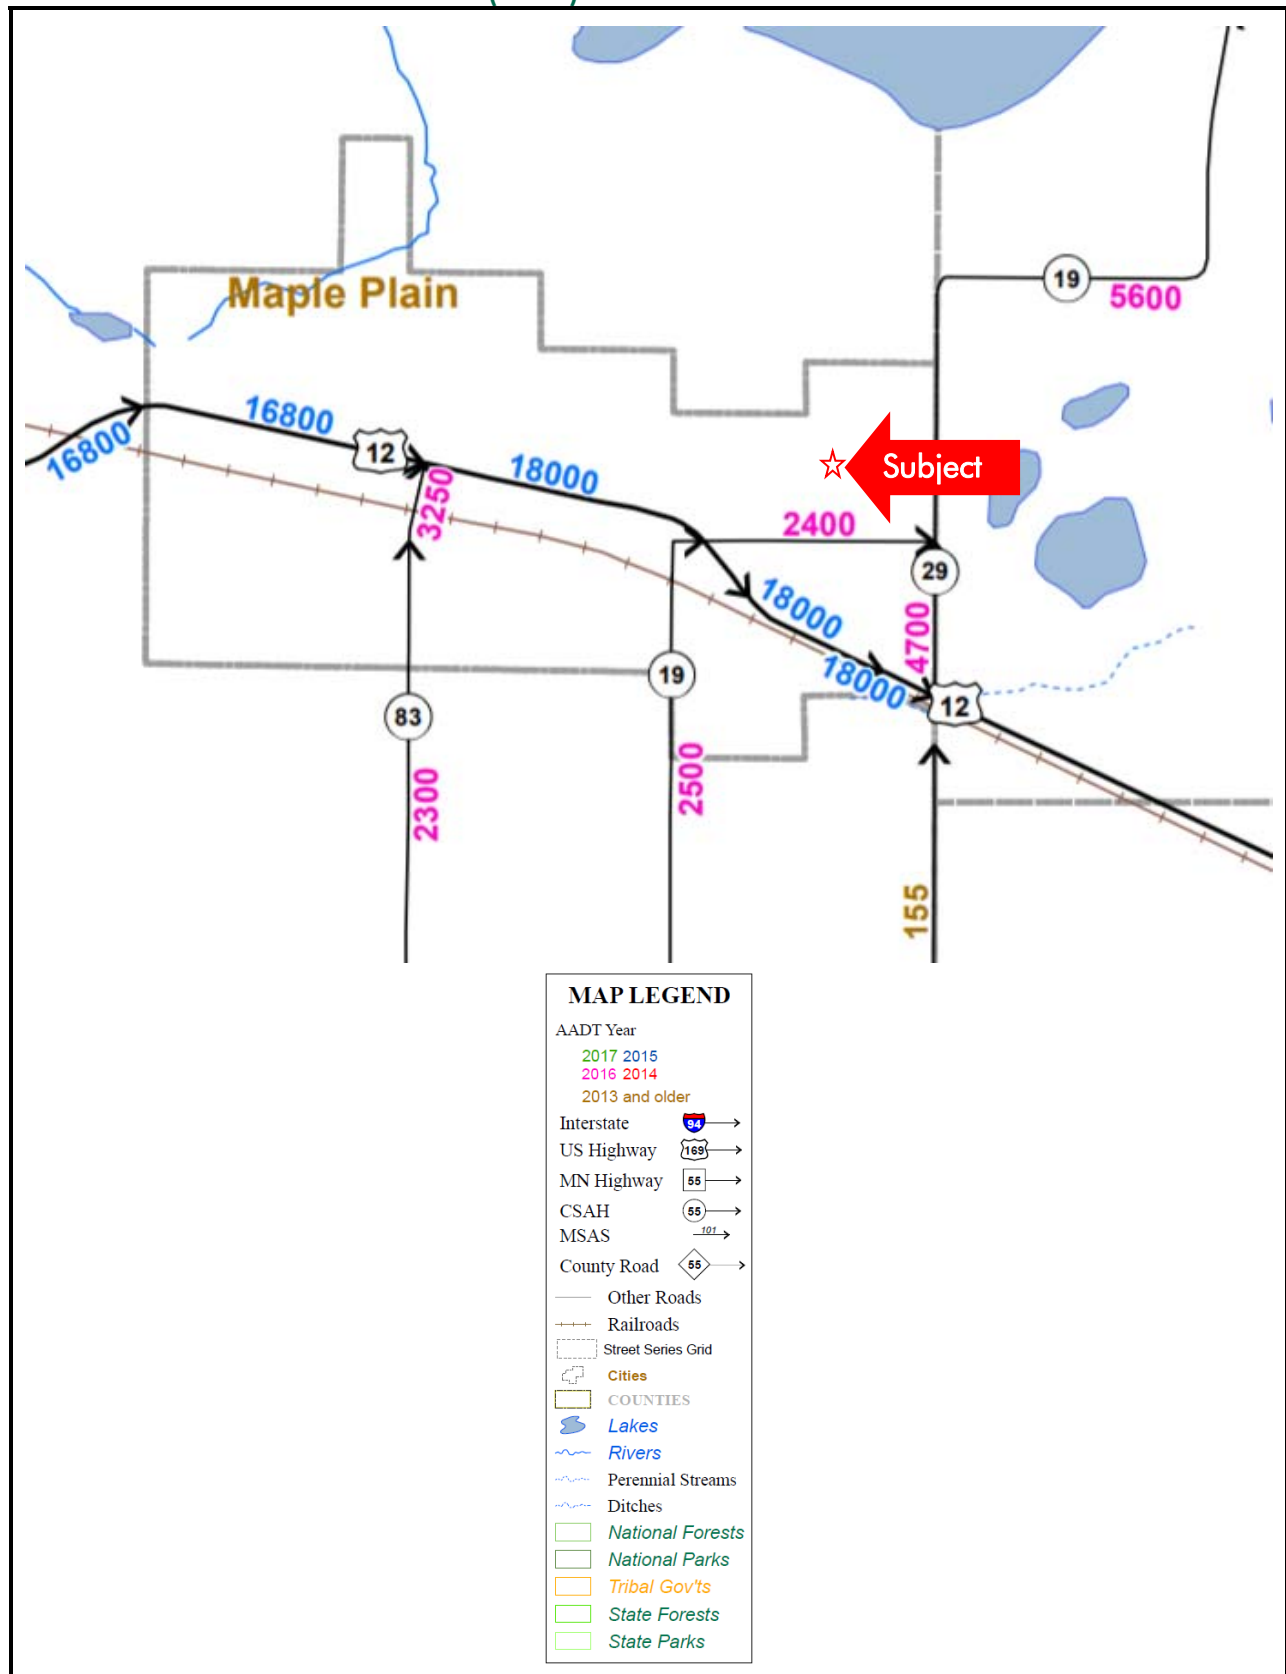 Maple Plain
19
5600
16800
16800
12
18000
3250
Subject
2400
29
18000
4700
18000
19
12
83
2500
2300
155
MAP LEGEND
AADT Year
2017 2015
2016 2014
2013 and older
Interstate 94
US Highway 169
MN Highway 55
CSAH 55
MSAS 101
County Road 55
Other Roads
Railroads
Street Series Grid
Cities
COUNTIES
Lakes
Rivers
Perennial Streams
Ditches
National Forests
National Parks
Tribal Gov'ts
State Forests
State Parks